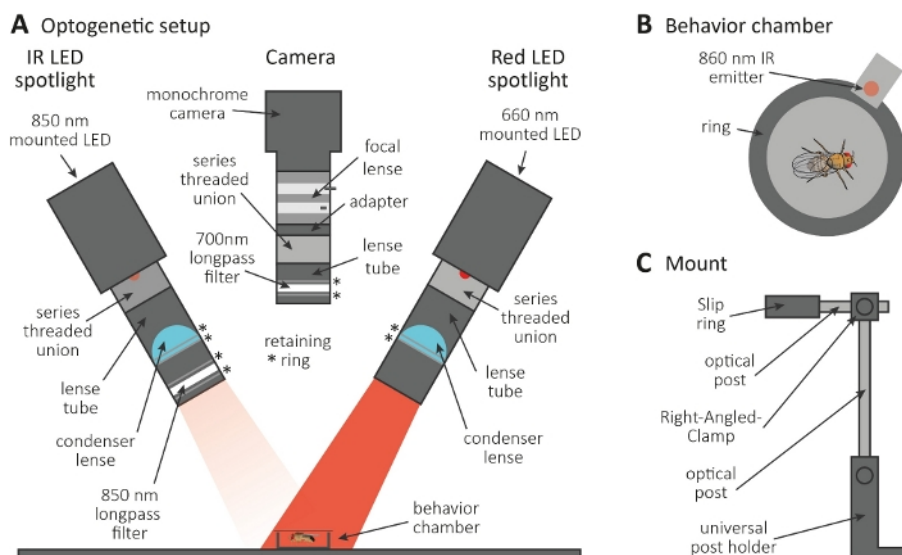 A Optogenetic setup
IR LED
spotlight
Camera
Red LED
spotlight
850 nm
mounted LED
monochrome
camera
660 nm
mounted LED
series
threaded
union
focal
lense
adapter
700nm
longpass
filter
lense
tube
*
*
series
threaded
union
lense
tube
condenser
lense
850 nm
longpass
filter
*
*
*
*
retaining
* ring
*
*
series
threaded
union
lense
tube
condenser
lense
behavior
chamber
B Behavior chamber
860 nm IR
emitter
ring
C Mount
Slip
ring
optical
post
Right-Angled-
Clamp
optical
post
universal
post holder